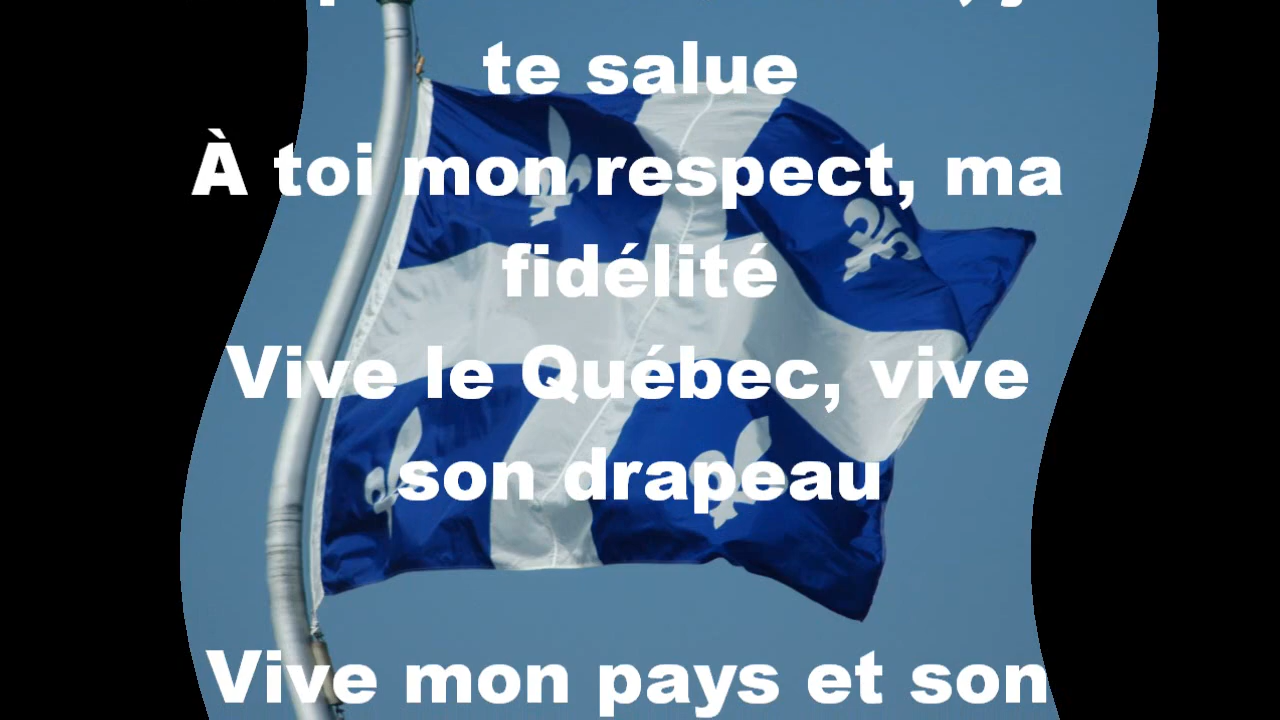 te salue
À toi mon respect, ma
fidélité
Vive le Québec, vive
son drapeau
Vive mon pays et son